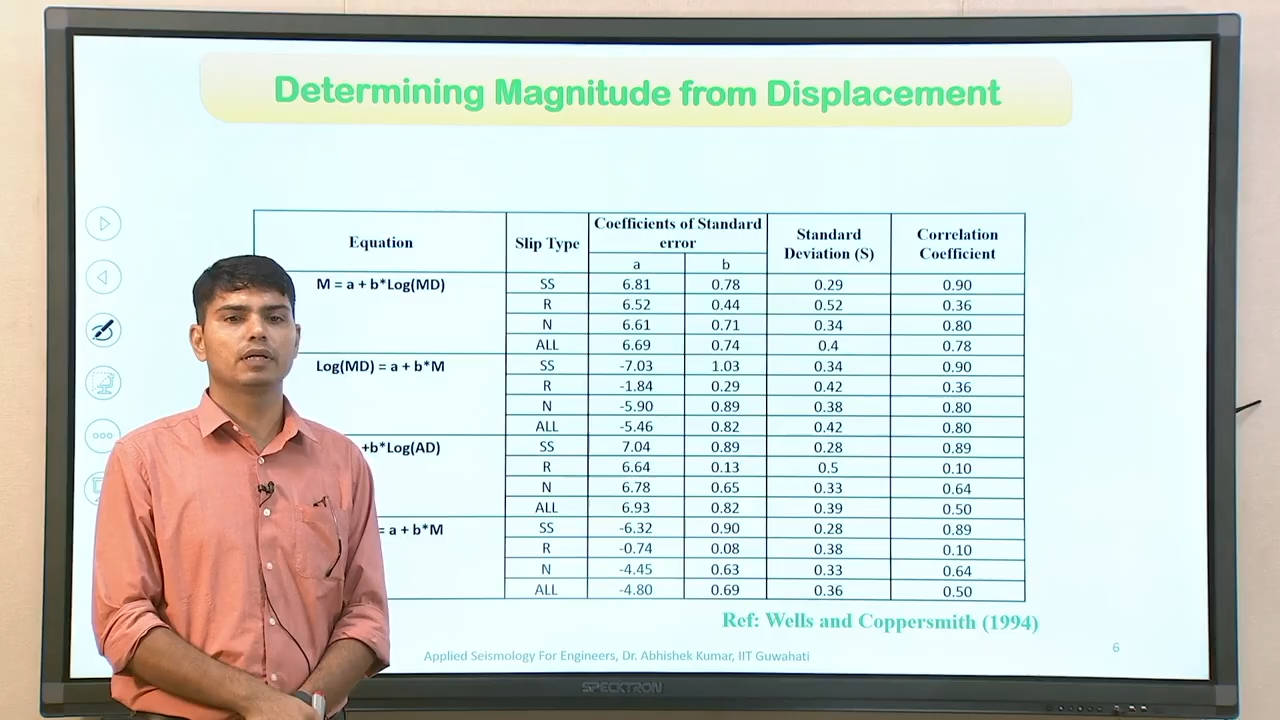 Determining Magnitude from Displacement
Equation Slip Type Coefficients of Standard error Standard Deviation (S) Correlation Coefficient
a b
M = a + b*Log(MD) SS 6.81 0.78 0.29 0.90
R 6.52 0.44 0.52 0.36
N 6.61 0.71 0.34 0.80
ALL 6.69 0.74 0.4 0.78
Log(MD) = a + b*M SS -7.03 1.03 0.34 0.90
R -1.84 0.29 0.42 0.36
N -5.90 0.89 0.38 0.80
ALL -5.46 0.82 0.42 0.80
+b*Log(AD) SS 7.04 0.89 0.28 0.89
R 6.64 0.13 0.5 0.10
N 6.78 0.65 0.33 0.64
ALL 6.93 0.82 0.39 0.50
= a + b*M SS -6.32 0.90 0.28 0.89
R -0.74 0.08 0.38 0.10
N -4.45 0.63 0.33 0.64
ALL -4.80 0.69 0.36 0.50
Ref: Wells and Coppersmith (1994)
Applied Seismology For Engineers, Dr. Abhishek Kumar, IIT Guwahati
6
SPECKTRON